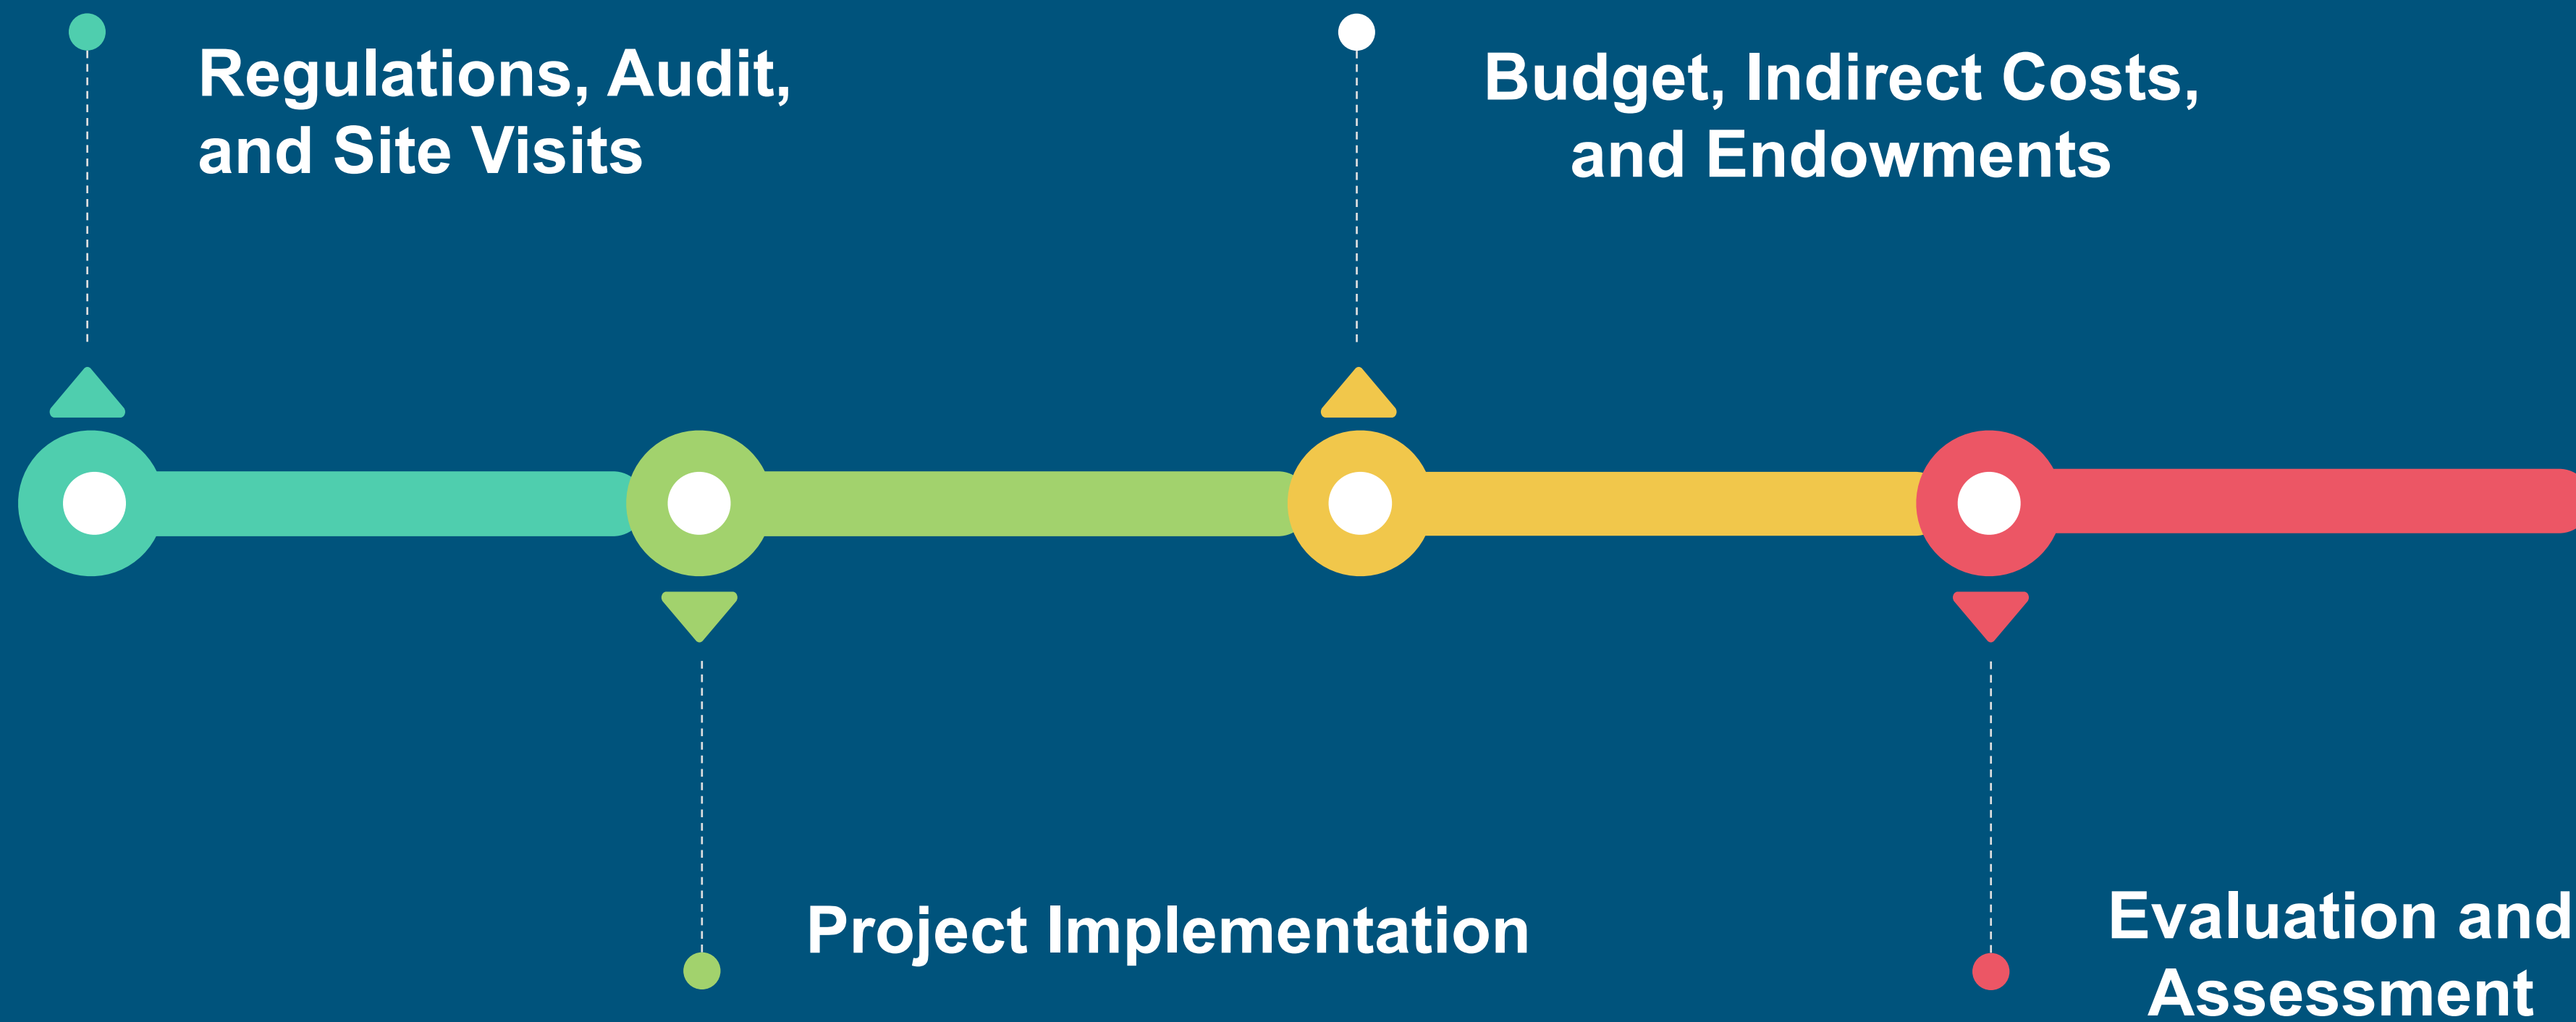 Regulations, Audit,
and Site Visits
Budget, Indirect Costs,
and Endowments
Project Implementation
Evaluation and
Assessment